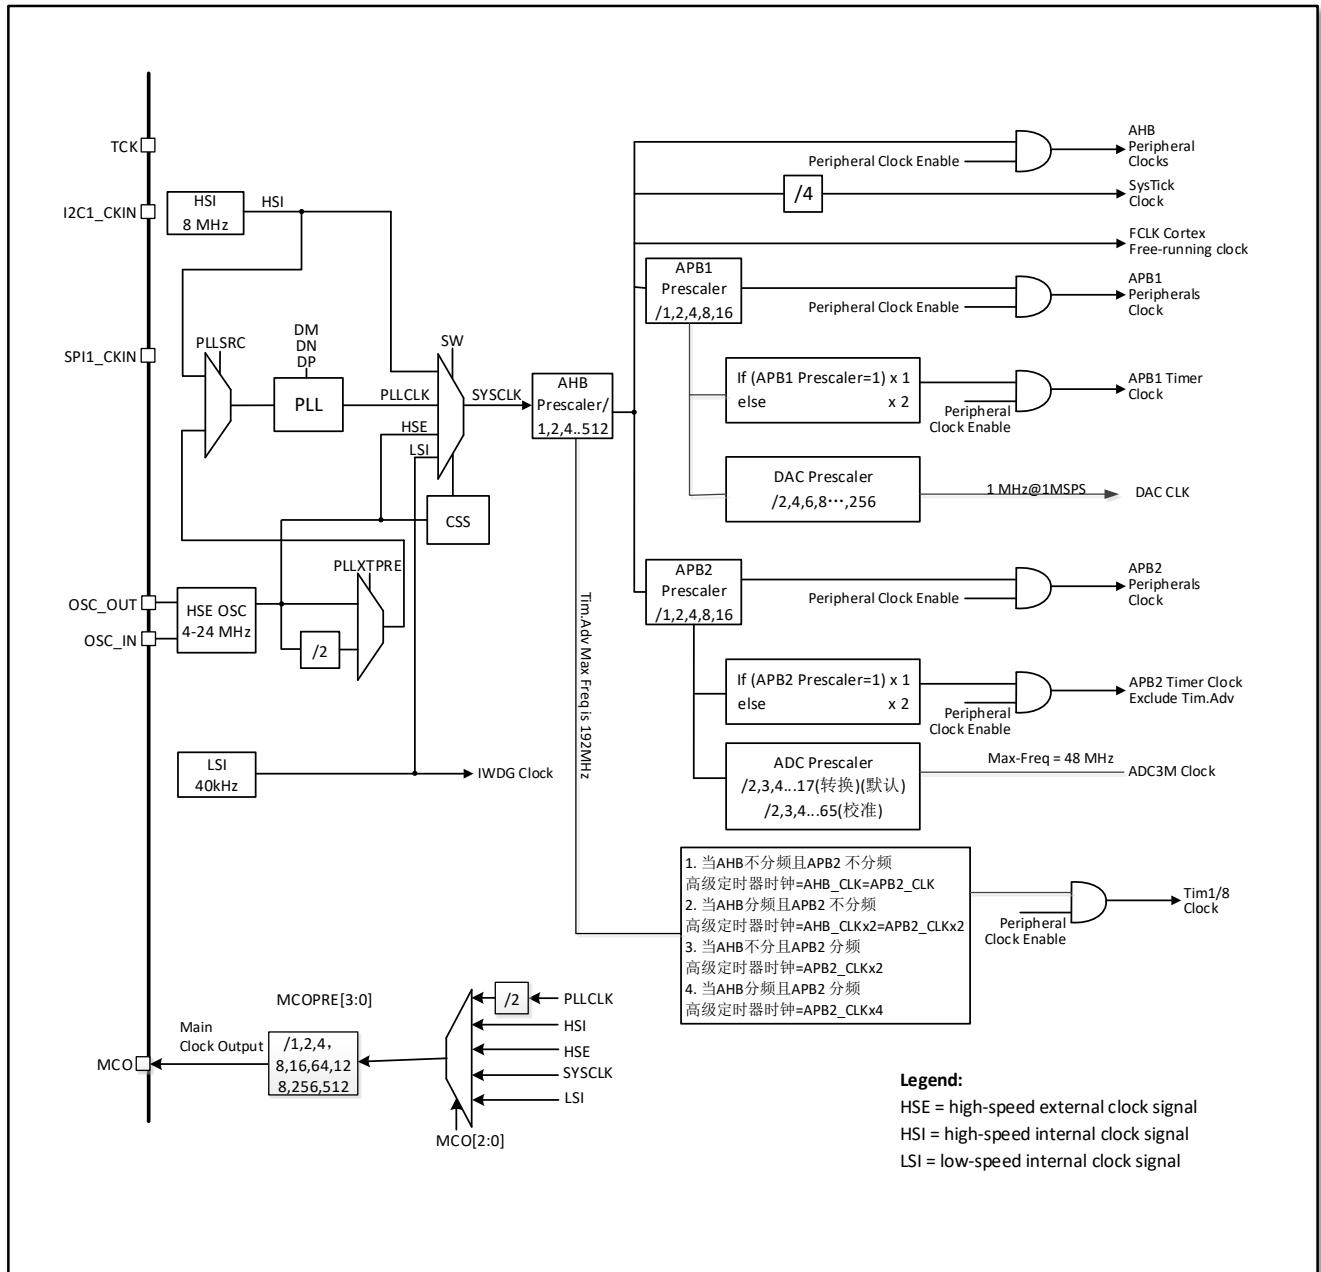 TCK
I2C1_CKIN
SPI1_CKIN
OSC_OUT
OSC_IN
MCO
HSI
8 MHz
HSI
PLLSRC
DM
DN
DP
PLL
PLLCLK
HSE
LSI
SW
SYSCLK
CSS
PLLXTPRE
HSE OSC
4-24 MHz
/2
LSI
40kHz
IWDG Clock
AHB
Prescaler/
1,2,4..512
Tim.Adv Max Freq is 192MHz
Peripheral Clock Enable
AHB
Peripheral
Clocks
/4
SysTick
Clock
FCLK Cortex
Free-running clock
APB1
Prescaler
/1,2,4,8,16
Peripheral Clock Enable
APB1
Peripherals
Clock
If (APB1 Prescaler=1) x 1
else x 2
Peripheral
Clock Enable
APB1 Timer
Clock
DAC Prescaler
/2,4,6,8⋯,256
1 MHz@1MSPS
DAC CLK
APB2
Prescaler
/1,2,4,8,16
Peripheral Clock Enable
APB2
Peripherals
Clock
If (APB2 Prescaler=1) x 1
else x 2
Peripheral
Clock Enable
APB2 Timer Clock
Exclude Tim.Adv
ADC Prescaler
/2,3,4...17(转换)(默认)
/2,3,4...65(校准)
Max-Freq = 48 MHz
ADC3M Clock
1. 当AHB不分频且APB2 不分频
高级定时器时钟=AHB_CLK=APB2_CLK
2. 当AHB分频且APB2 不分频
高级定时器时钟=AHB_CLKx2=APB2_CLKx2
3. 当AHB不分且APB2 分频
高级定时器时钟=APB2_CLKx2
4. 当AHB分频且APB2 分频
高级定时器时钟=APB2_CLKx4
Peripheral
Clock Enable
Tim1/8
Clock
MCOPRE[3:0]
Main
Clock Output
/1,2,4，
8,16,64,12
8,256,512
/2
PLLCLK
HSI
HSE
SYSCLK
LSI
MCO[2:0]
Legend:
HSE = high-speed external clock signal
HSI = high-speed internal clock signal
LSI = low-speed internal clock signal